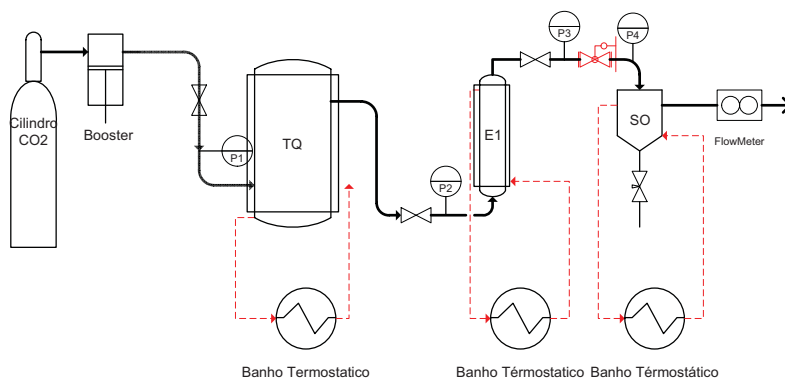 P3
P4
Cilindro
CO2
Booster
P1
TQ
P2
E1
SO
FlowMeter
Banho Termostatico
Banho Térmostatico
Banho Térmostático